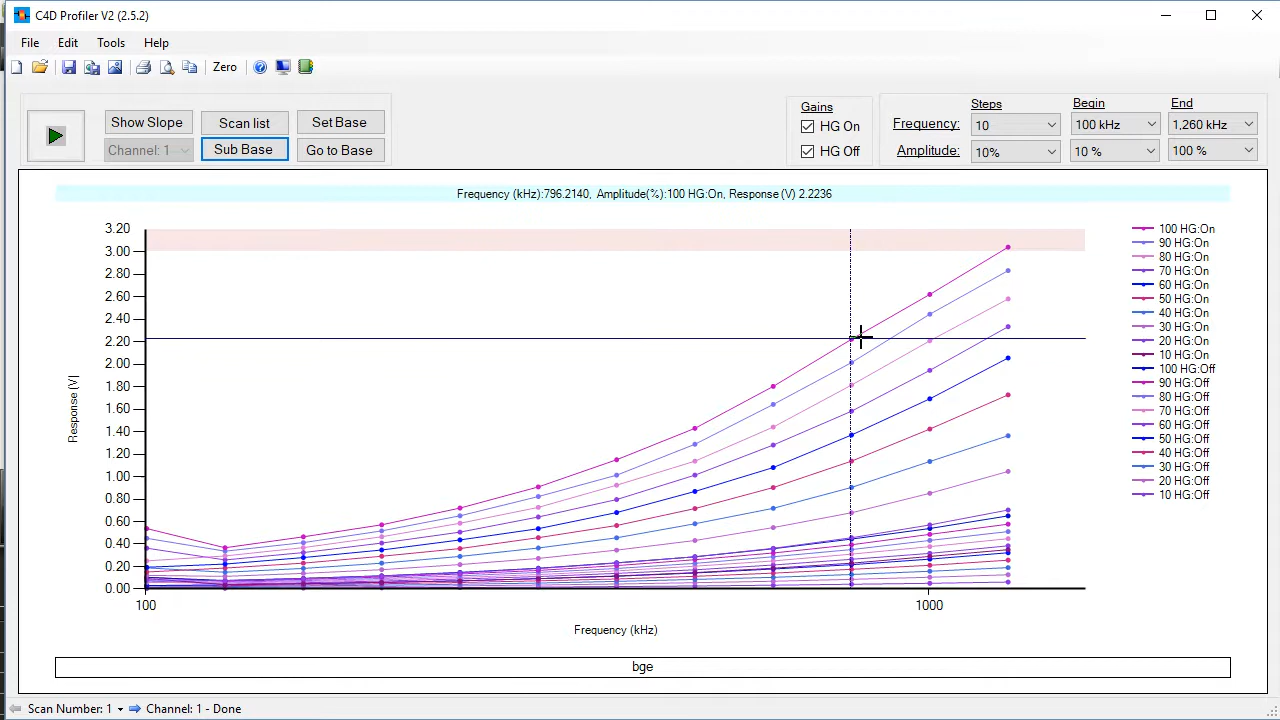 C4D Profiler V2 (2.5.2)
File Edit Tools Help
Zero
Show Slope Scan list Set Base
Channel: 1 Sub Base Go to Base
Gains
HG On
HG Off
Steps Begin End
Frequency: 10 100 kHz 1,260 kHz
Amplitude: 10% 10 % 100 %
Frequency (kHz):796.2140, Amplitude(%):100 HG:On, Response (V) 2.2236
3.20
3.00
2.80
2.60
2.40
2.20
2.00
1.80
1.60
1.40
1.20
1.00
0.80
0.60
0.40
0.20
0.00
Response (V)
100 1000
Frequency (kHz)
100 HG:On
90 HG:On
80 HG:On
70 HG:On
60 HG:On
50 HG:On
40 HG:On
30 HG:On
20 HG:On
10 HG:On
100 HG:Off
90 HG:Off
80 HG:Off
70 HG:Off
60 HG:Off
50 HG:Off
40 HG:Off
30 HG:Off
20 HG:Off
10 HG:Off
bge
Scan Number: 1 Channel: 1 - Done